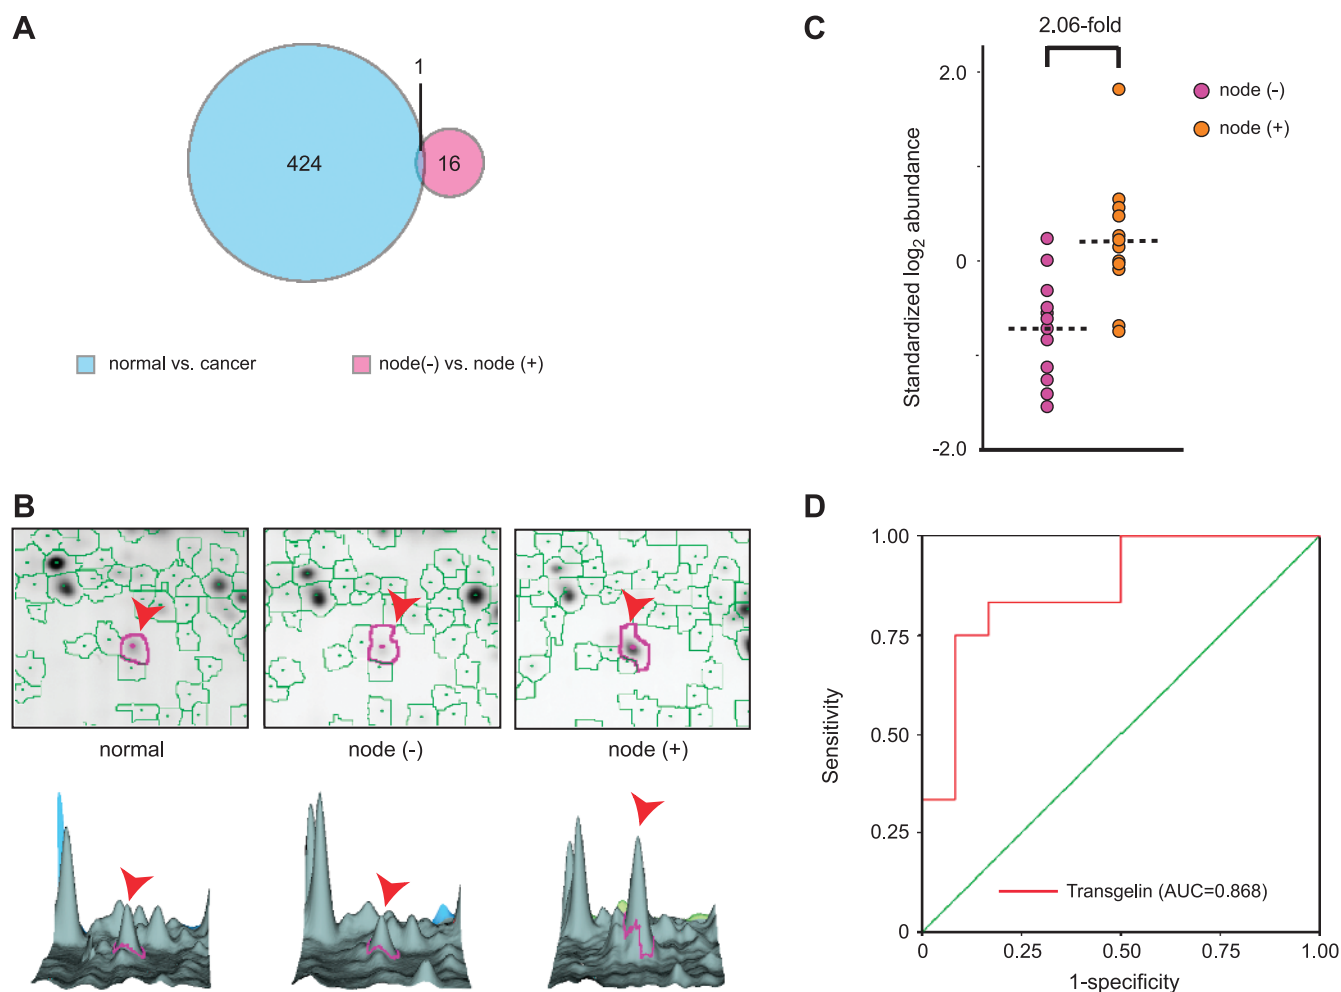 A
1
424
16
normal vs. cancer
node(-) vs. node (+)
B
normal
node (-)
node (+)
C
2.06-fold
2.0
0
-2.0
Standardized log2 abundance
node (-)
node (+)
D
1.00
0.75
0.50
0.25
0
Sensitivity
Transgelin (AUC=0.868)
0
0.25
0.50
0.75
1.00
1-specificity